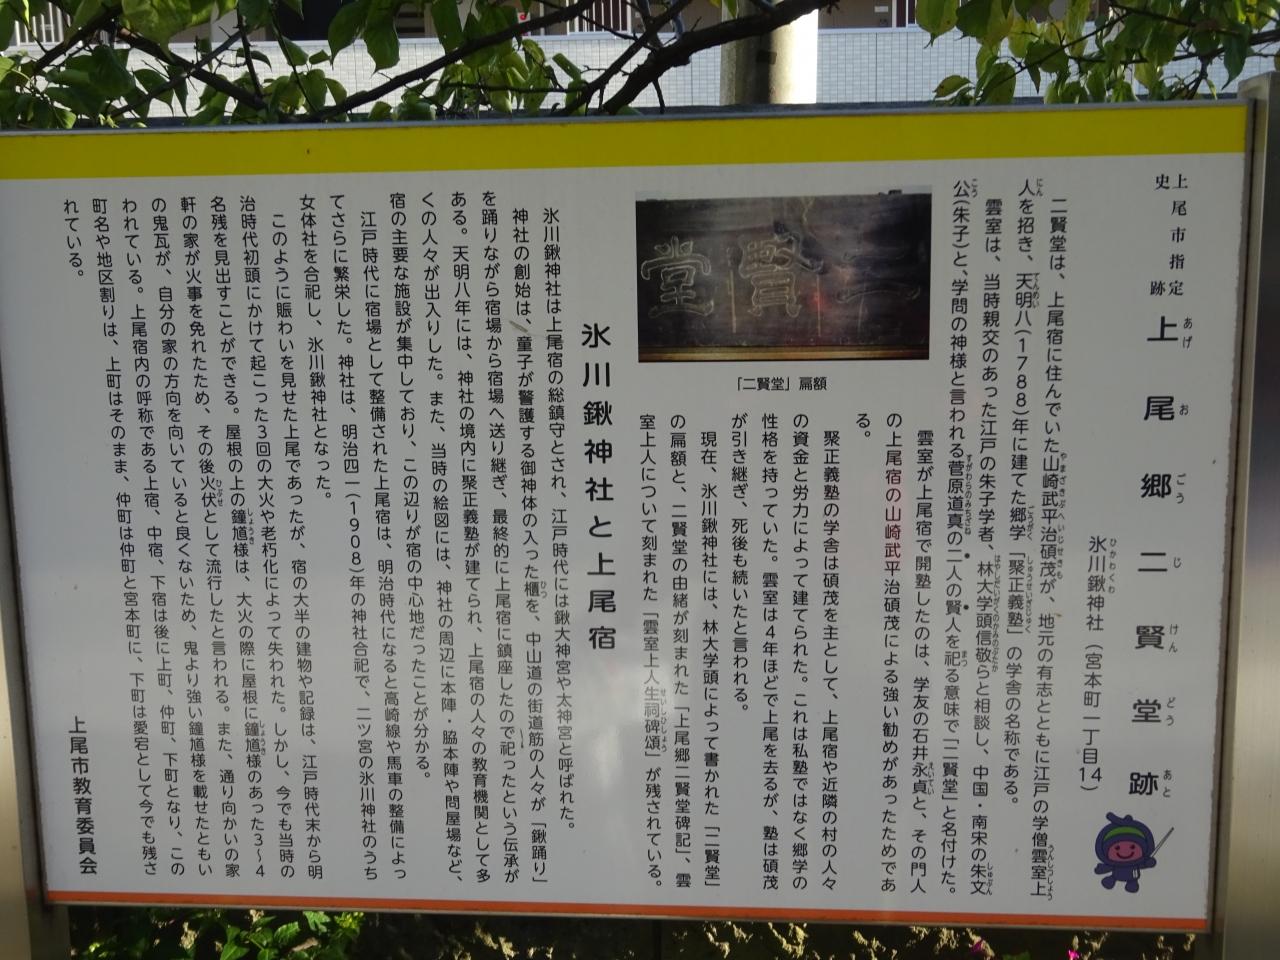 上尾市指定
史跡
上尾郷二賢堂跡
あげ お ごう じ けん どう あと
氷川鍬神社（宮本町一丁目14）
ひかわくわ
二賢堂は、上尾宿に住んでいた山崎武平治碩茂が、地元の有志とともに江戸の学僧雲室上
人を招き、天明八（1788）年に建てた郷学「聚正義塾」の学舎の名称である。
雲室は、当時親交のあった江戸の朱子学者、林大学頭信敬らと相談し、中国・南宋の朱文
公（朱子）と、学問の神様と言われる菅原道真の二人の賢人を祀る意味で「二賢堂」と名付けた。
雲室が上尾宿で開塾したのは、学友の石井永貞と、その門人
の上尾宿の山崎武平治碩茂による強い勧めがあったためであ
る。
聚正義塾の学舎は碩茂を主として、上尾宿や近隣の村の人々
の資金と労力によって建てられた。これは私塾ではなく郷学の
性格を持っていた。雲室は4年ほどで上尾を去るが、塾は碩茂
が引き継ぎ、死後も続いたと言われる。
現在、氷川鍬神社には、林大学頭によって書かれた「二賢堂」
の扁額と、二賢堂の由緒が刻まれた「上尾郷二賢堂碑記」、雲
室上人について刻まれた「雲室上人生祠碑頌」が残されている。
二賢堂
「二賢堂」扁額
氷川鍬神社と上尾宿
氷川鍬神社は上尾宿の総鎮守とされ、江戸時代には鍬大神宮や太神宮と呼ばれた。
神社の創始は、童子が警護する御神体の入った櫃を、中山道の街道筋の人々が「鍬踊り」
を踊りながら宿場から宿場へ送り継ぎ、最終的に上尾宿に鎮座したので祀ったという伝承が
ある。天明八年には、神社の境内に聚正義塾が建てられ、上尾宿の人々の教育機関として多
くの人々が出入りした。また、当時の絵図には、神社の周辺に本陣・脇本陣や問屋場など、
宿の主要な施設が集中しており、この辺りが宿の中心地だったことが分かる。
江戸時代に宿場として整備された上尾宿は、明治時代になると高崎線や馬車の整備によっ
てさらに繁栄した。神社は、明治四一（1908）年の神社合祀で、二ツ宮の氷川神社のうち
女体社を合祀し、氷川鍬神社となった。
このように賑わいを見せた上尾であったが、宿の大半の建物や記録は、江戸時代末から明
治時代初頭にかけて起こった3回の大火や老朽化によって失われた。しかし、今でも当時の
名残を見出すことができる。屋根の上の鐘馗様は、大火の際に屋根に鐘馗様のあった3～4
軒の家が火事を免れたため、その後火伏として流行したと言われる。また、通り向かいの家
の鬼瓦が、自分の家の方向を向いていると良くないため、鬼より強い鐘馗様を載せたともい
われている。上尾宿内の呼称である上宿、中宿、下宿は後に上町、仲町、下町となり、この
町名や地区割りは、上町はそのまま、仲町は仲町と宮本町に、下町は愛宕として今でも残さ
れている。
上尾市教育委員会